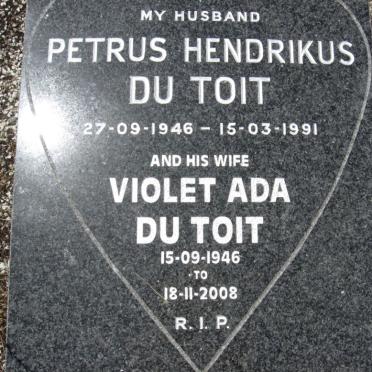 MY HUSBAND
PETRUS HENDRIKUS
DU TOIT
27-09-1946 – 15-03-1991
AND HIS WIFE
VIOLET ADA
DU TOIT
15-09-1946
·TO
18-11-2008
R. I. P.